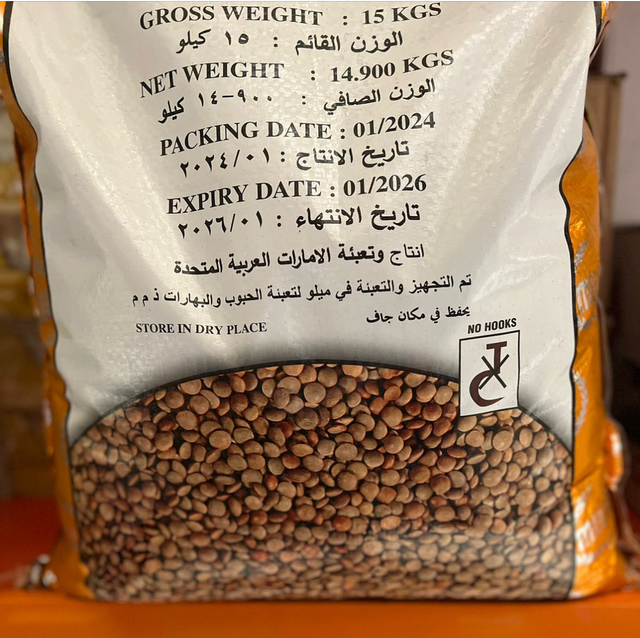 GROSS WEIGHT : 15 KGS
الوزن القائم : ١٥ كيلو
NET WEIGHT : 14.900 KGS
الوزن الصافي : ٩٠٠-١٤ كيلو
PACKING DATE : 01/2024
تاريخ الانتاج : ٢٠٢٤/٠١
EXPIRY DATE : 01/2026
تاريخ الانتهاء : ٢٠٢٦/٠١
انتاج وتعبئة الامارات العربية المتحدة
تم التجهيز والتعبئة في ميلو لتعبئة الحبوب والبهارات ذ م م
يحفظ في مكان جاف
STORE IN DRY PLACE
NO HOOKS